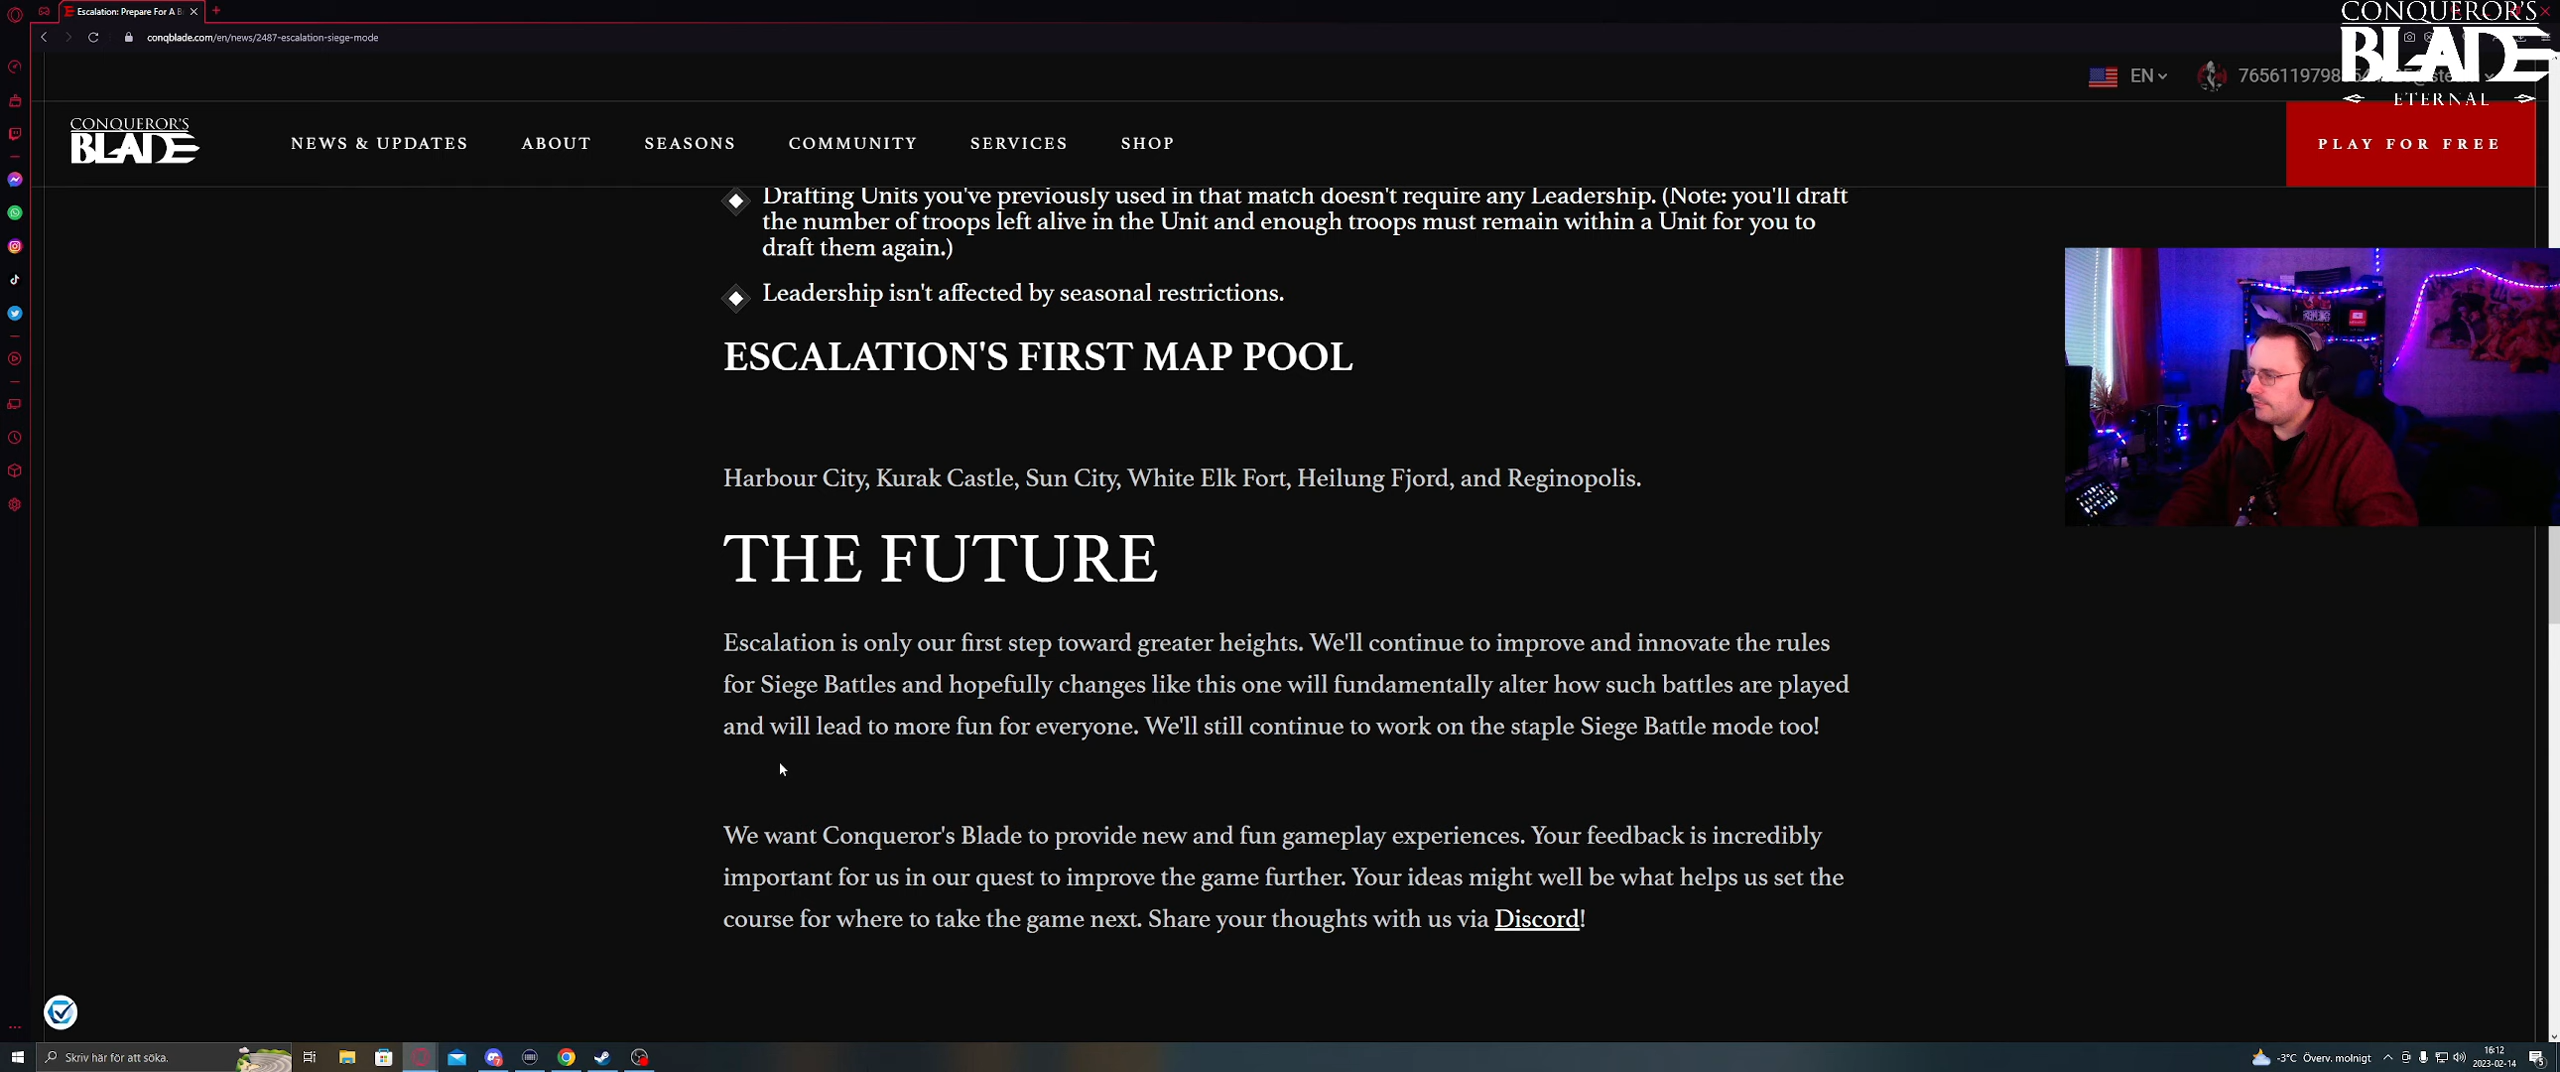 Escalation: Prepare For A B
conqblade.com/en/news/2487-escalation-siege-mode
CONQUEROR'S
BLADE
ETERNAL
EN
CONQUEROR'S
BLADE
NEWS & UPDATES
ABOUT
SEASONS
COMMUNITY
SERVICES
SHOP
PLAY FOR FREE
Drafting Units you've previously used in that match doesn't require any Leadership. (Note: you'll draft
the number of troops left alive in the Unit and enough troops must remain within a Unit for you to
draft them again.)
Leadership isn't affected by seasonal restrictions.
ESCALATION'S FIRST MAP POOL
Harbour City, Kurak Castle, Sun City, White Elk Fort, Heilung Fjord, and Reginopolis.
THE FUTURE
Escalation is only our first step toward greater heights. We'll continue to improve and innovate the rules
for Siege Battles and hopefully changes like this one will fundamentally alter how such battles are played
and will lead to more fun for everyone. We'll still continue to work on the staple Siege Battle mode too!
We want Conqueror's Blade to provide new and fun gameplay experiences. Your feedback is incredibly
important for us in our quest to improve the game further. Your ideas might well be what helps us set the
course for where to take the game next. Share your thoughts with us via Discord!
Skriv här för att söka.
-3°C Överv. molnigt
16:12
2023-02-14